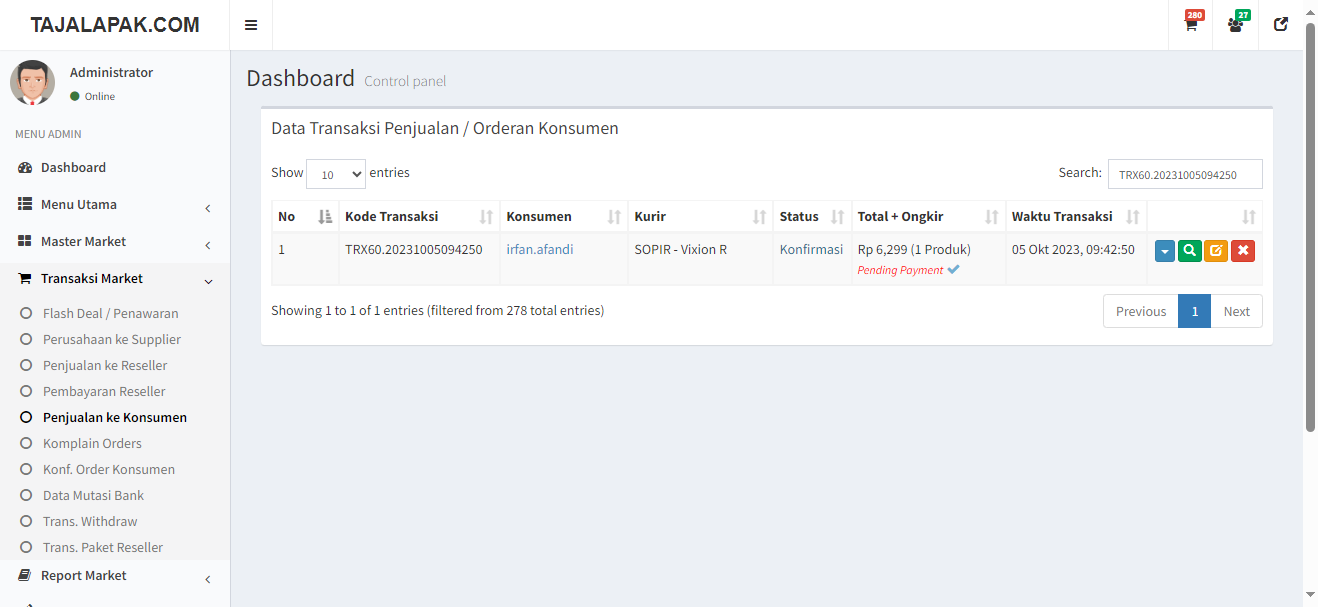 TAJALAPAK.COM
280
27
Administrator
Online
MENU ADMIN
Dashboard
Menu Utama
Master Market
Transaksi Market
Flash Deal / Penawaran
Perusahaan ke Supplier
Penjualan ke Reseller
Pembayaran Reseller
Penjualan ke Konsumen
Komplain Orders
Konf. Order Konsumen
Data Mutasi Bank
Trans. Withdraw
Trans. Paket Reseller
Report Market
Dashboard Control panel
Data Transaksi Penjualan / Orderan Konsumen
Show 10 entries
Search: TRX60.20231005094250
No Kode Transaksi Konsumen Kurir Status Total + Ongkir Waktu Transaksi
1 TRX60.20231005094250 irfan.afandi SOPIR - Vixion R Konfirmasi Rp 6,299 (1 Produk) 05 Okt 2023, 09:42:50
Pending Payment
Showing 1 to 1 of 1 entries (filtered from 278 total entries)
Previous 1 Next